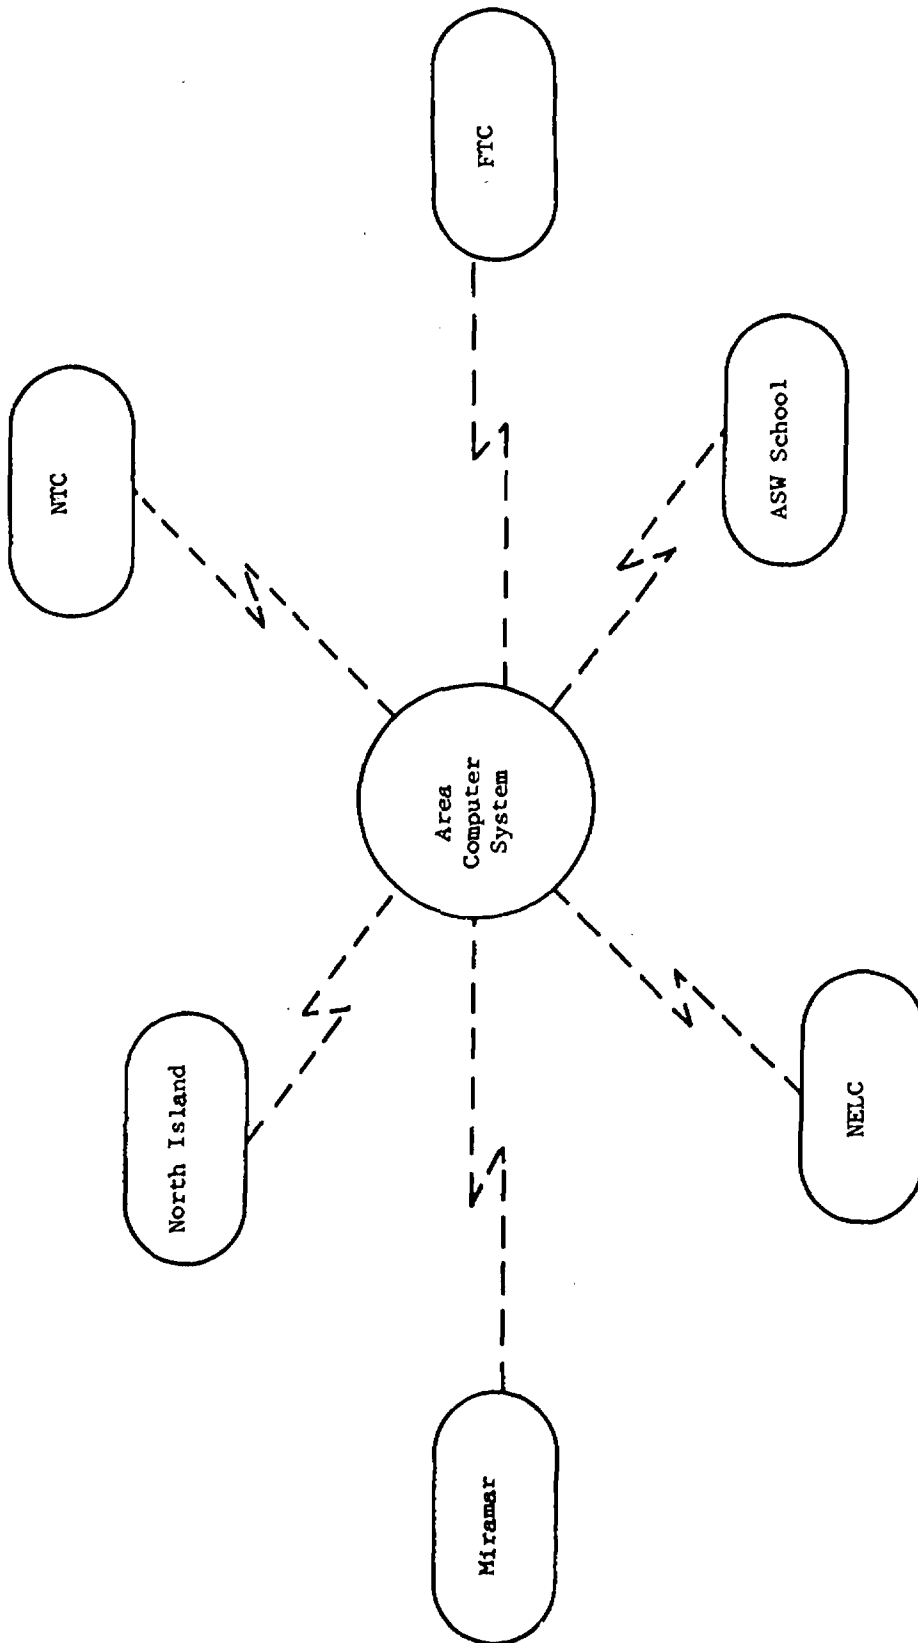 North Island
NTC
Miramar
Area
Computer
System
FTC
NELC
ASW School